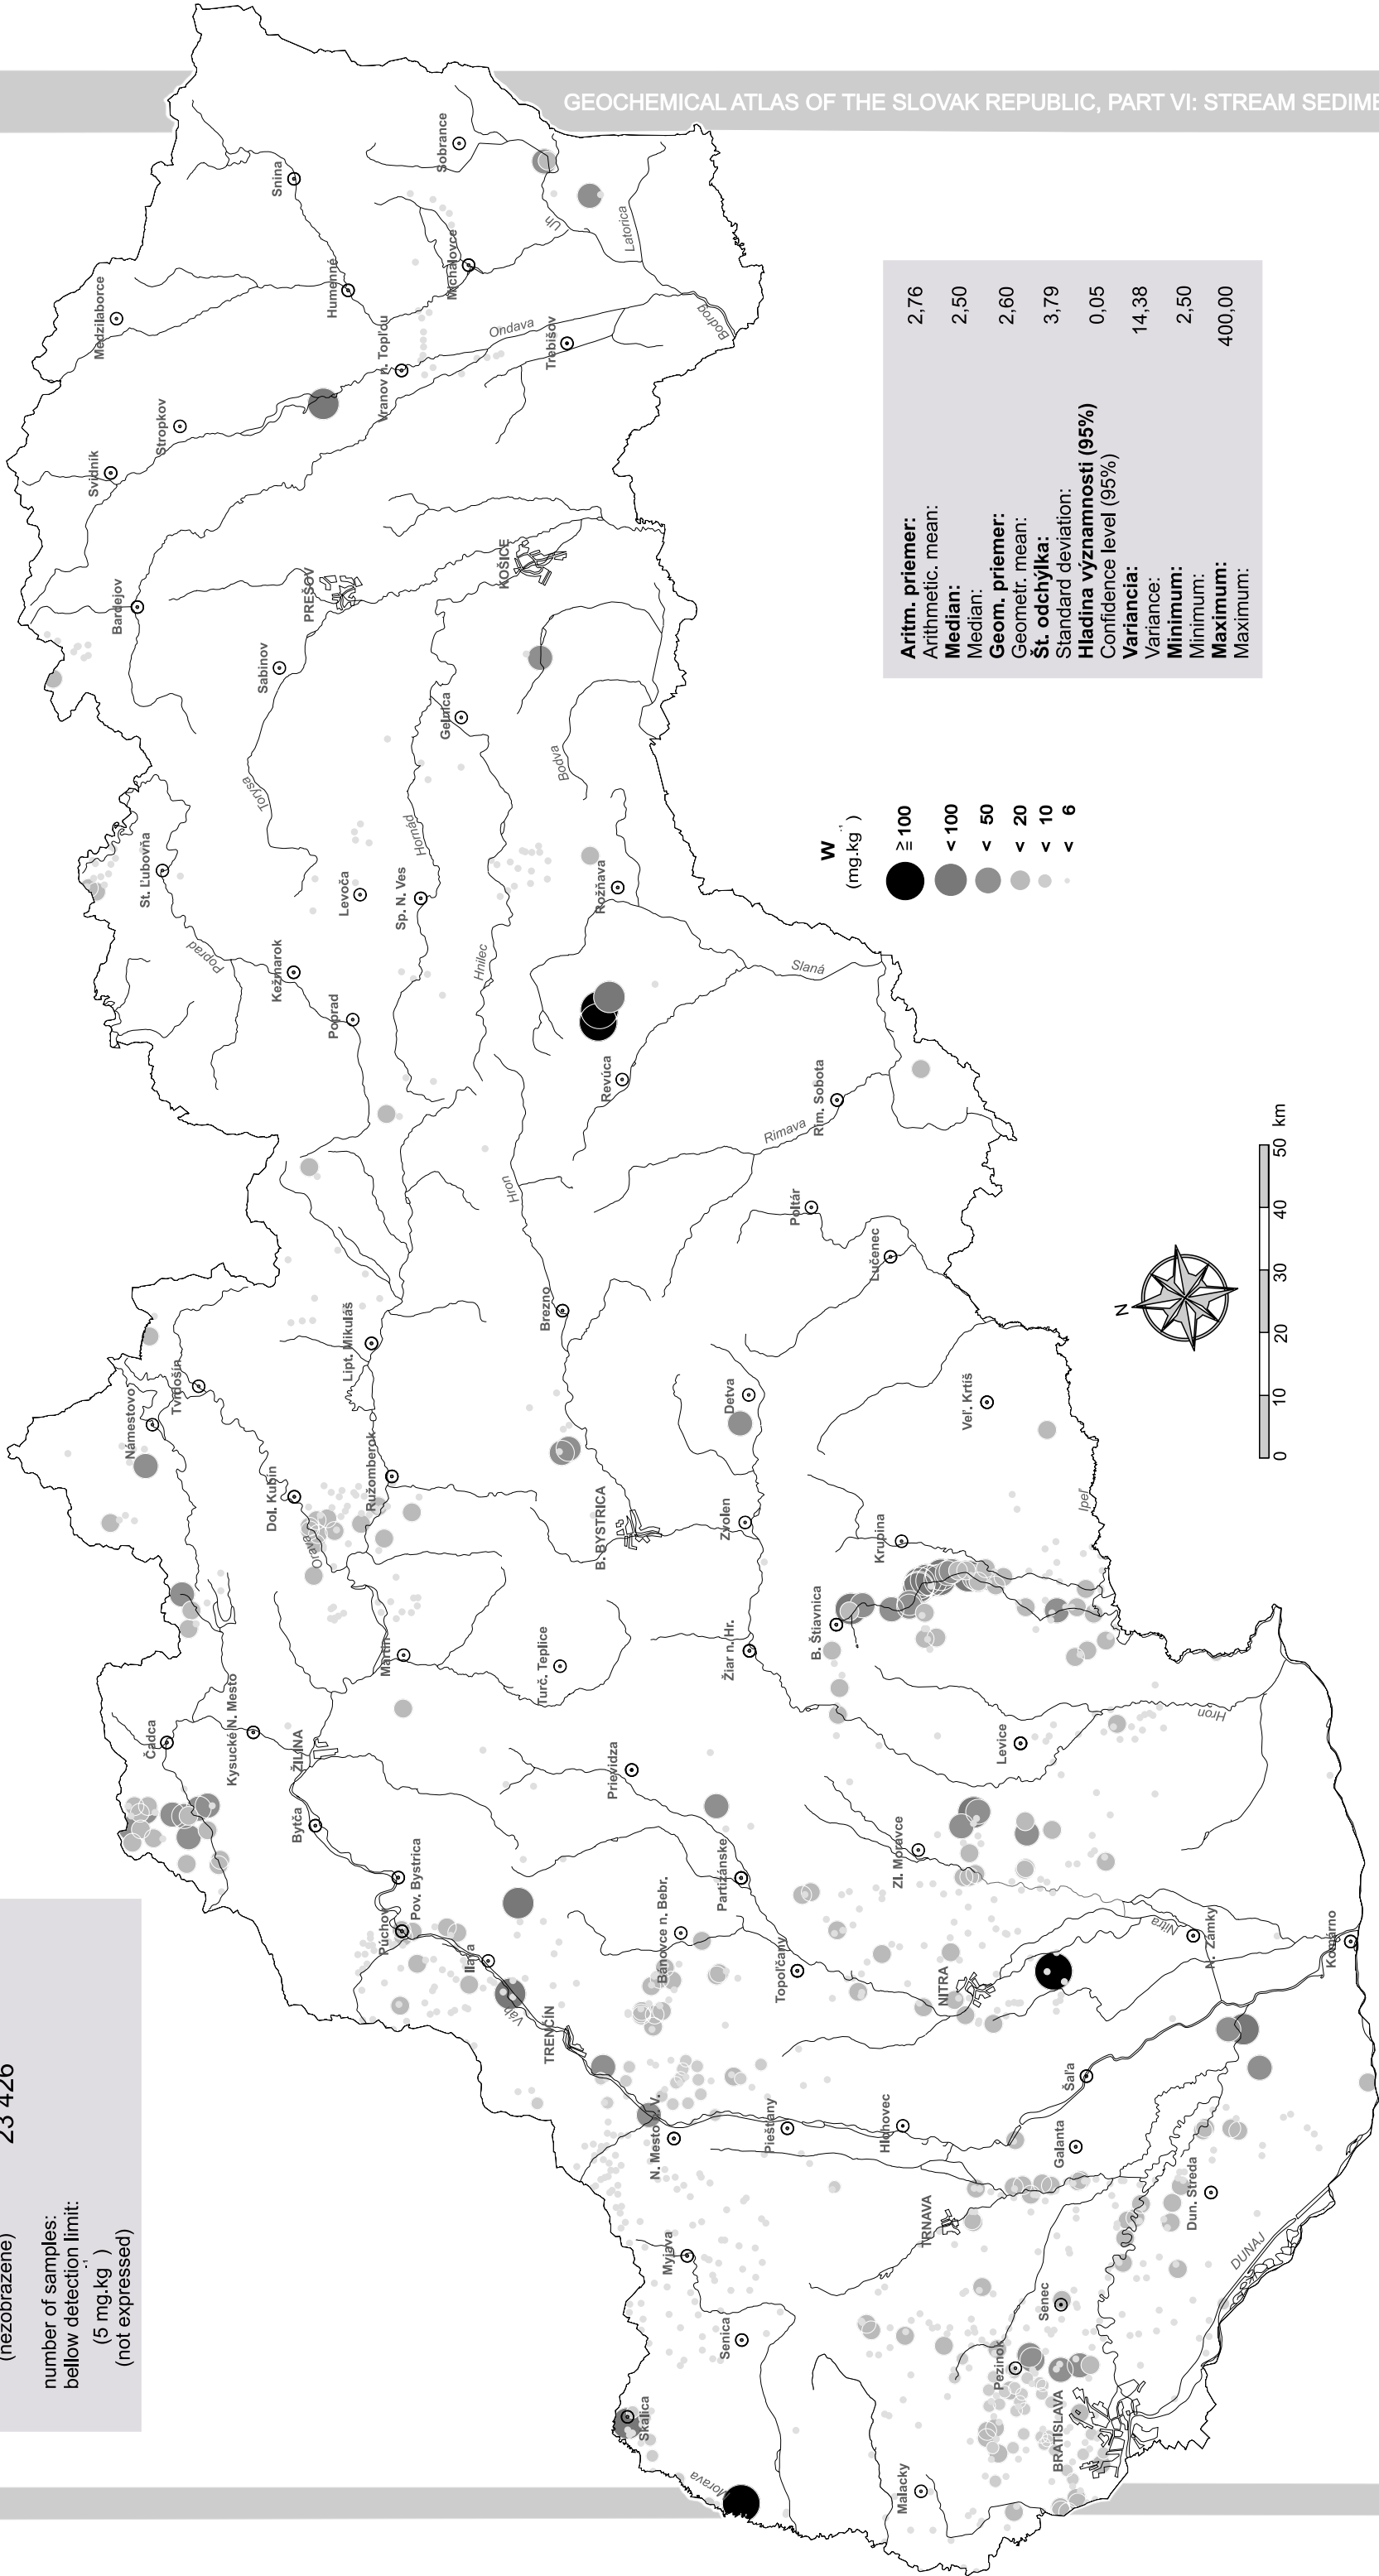 GEOCHEMICAL ATLAS OF THE SLOVAK REPUBLIC, PART VI: STREAM SEDIME
(nezobrazené)
23 426
number of samples:
bellow detection limit:
(5 mg.kg-1)
(not expressed)
Skalica
Morava
Malacky
Senica
Myjava
BRATISLAVA
Pezinok
Senec
TRNAVA
DUNAJ
Dun. Streda
Galanta
Šaľa
Hlohovec
Piešťany
N. Mesto n. V.
TRENČÍN
Váh
Ilava
Púchov
Pov. Bystrica
Bytča
ŽILINA
Kysucké N. Mesto
Čadca
Bánovce n. Bebr.
Topoľčany
Partizánske
Prievidza
NITRA
Nitra
N. Zámky
Komárno
Zl. Moravce
Levice
Hron
Martin
Turč. Teplice
Žiar n. Hr.
B. Štiavnica
Krupina
Zvolen
B. BYSTRICA
Detva
Veľ. Krtíš
Ipeľ
Orava
Dol. Kubín
Ružomberok
Námestovo
Tvrdošín
Lipt. Mikuláš
Brezno
Hron
Lučenec
Poltár
Rim. Sobota
Rimava
Revúca
Slaná
Rožňava
Poprad
Kežmarok
Poprad
Levoča
Sp. N. Ves
Hnilec
Hornád
St. Ľubovňa
Torysa
Gelnica
Bodva
Sabinov
PREŠOV
KOŠICE
Bardejov
Svidník
Stropkov
Medzilaborce
Humenné
Snina
Vranov n. Topľou
Ondava
Trebišov
Michalovce
Sobrance
Uh
Latorica
Bodrog
W
(mg.kg-1)
≥ 100
< 100
< 50
< 20
< 10
< 6
Aritm. priemer:
Arithmetic. mean: 2,76
Median:
Median: 2,50
Geom. priemer:
Geometr. mean: 2,60
Št. odchýlka:
Standard deviation: 3,79
Hladina významnosti (95%)
Confidence level (95%) 0,05
Variancia:
Variance: 14,38
Minimum:
Minimum: 2,50
Maximum:
Maximum: 400,00
N
0 10 20 30 40 50 km